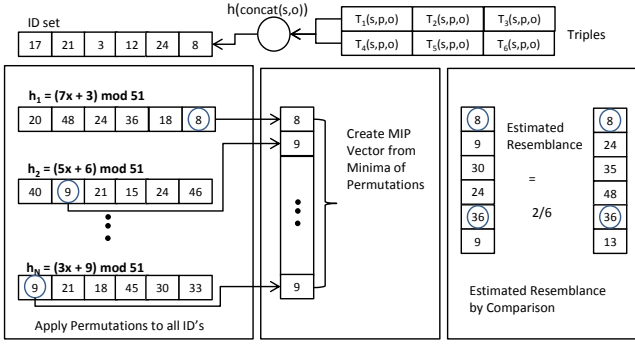 h(concat(s,o))
ID set
17 21 3 12 24 8
T1(s,p,o) T2(s,p,o) T3(s,p,o)
T4(s,p,o) T5(s,p,o) T6(s,p,o)
Triples
h1 = (7x + 3) mod 51
20 48 24 36 18 8
h2 = (5x + 6) mod 51
40 9 21 15 24 46
hN = (3x + 9) mod 51
9 21 18 45 30 33
Apply Permutations to all ID's
8
9
9
Create MIP
Vector from
Minima of
Permutations
8
9
30
24
36
9
Estimated
Resemblance
=
2/6
8
24
35
48
36
13
Estimated Resemblance
by Comparison